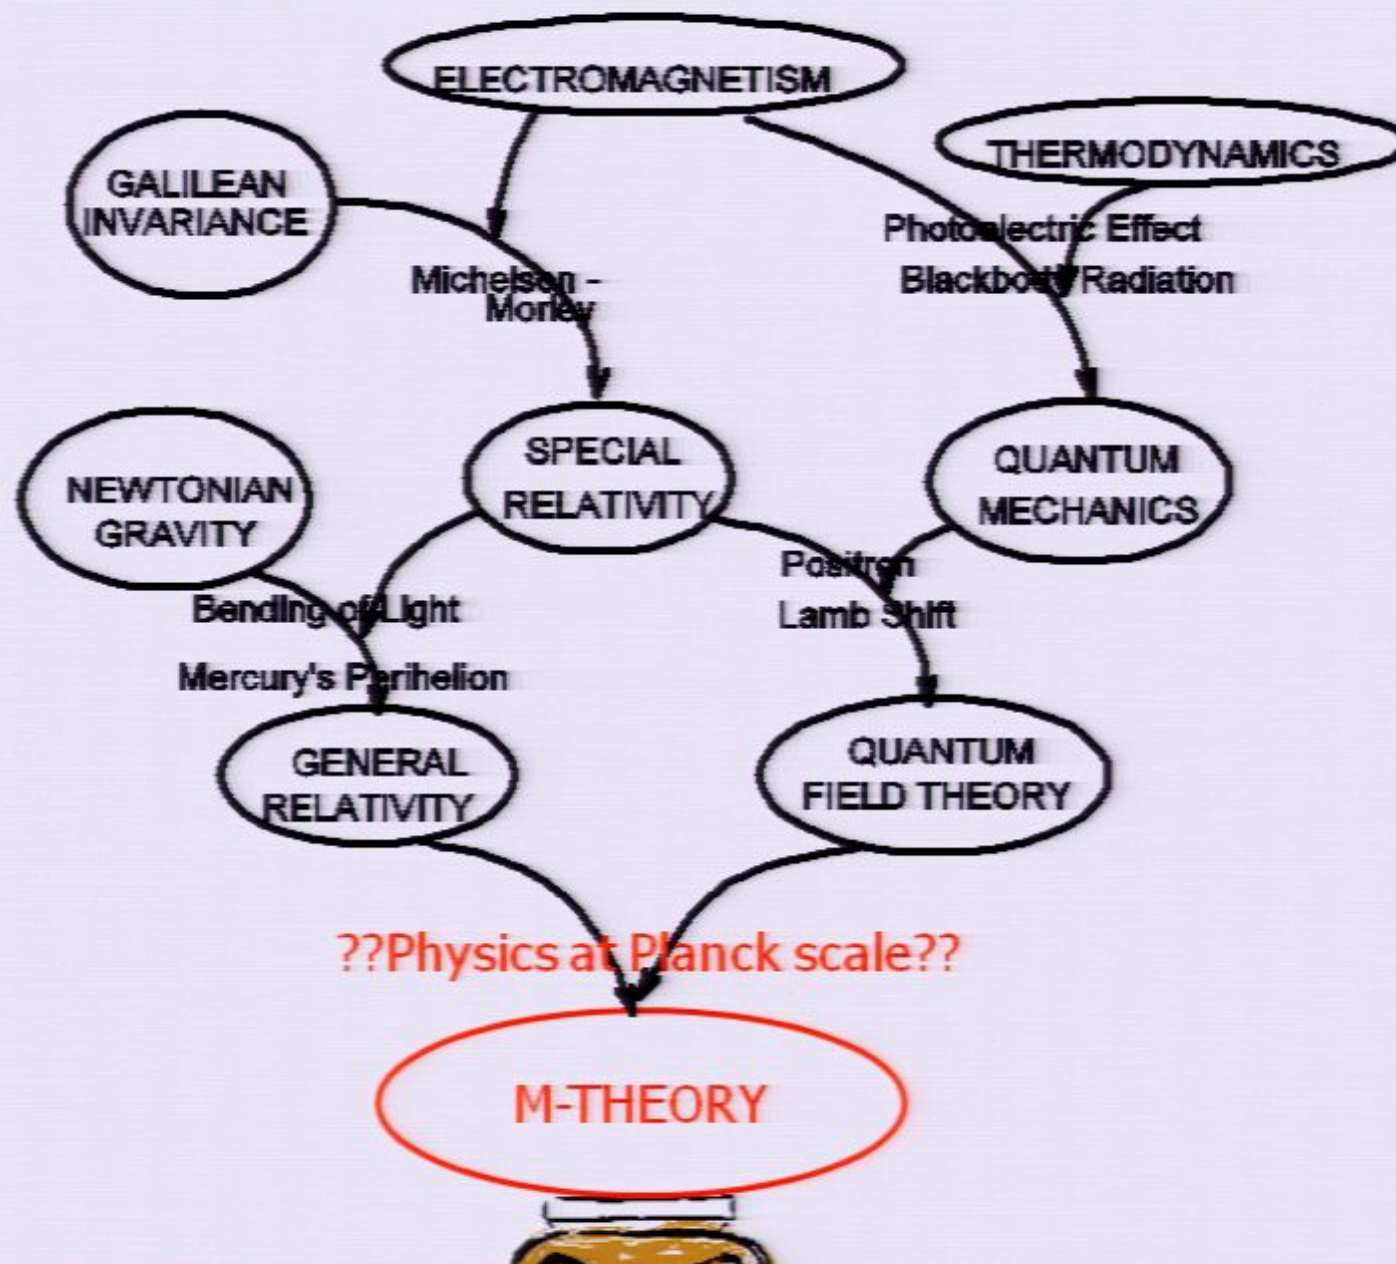 ELECTROMAGNETISM
THERMODYNAMICS
GALILEAN
INVARIANCE
Photoelectric Effect
Blackbody Radiation
Michelson -
Morley
SPECIAL
RELATIVITY
QUANTUM
MECHANICS
NEWTONIAN
GRAVITY
Positron
Lamb Shift
Bending of Light
Mercury's Perihelion
GENERAL
RELATIVITY
QUANTUM
FIELD THEORY
??Physics at Planck scale??
M-THEORY